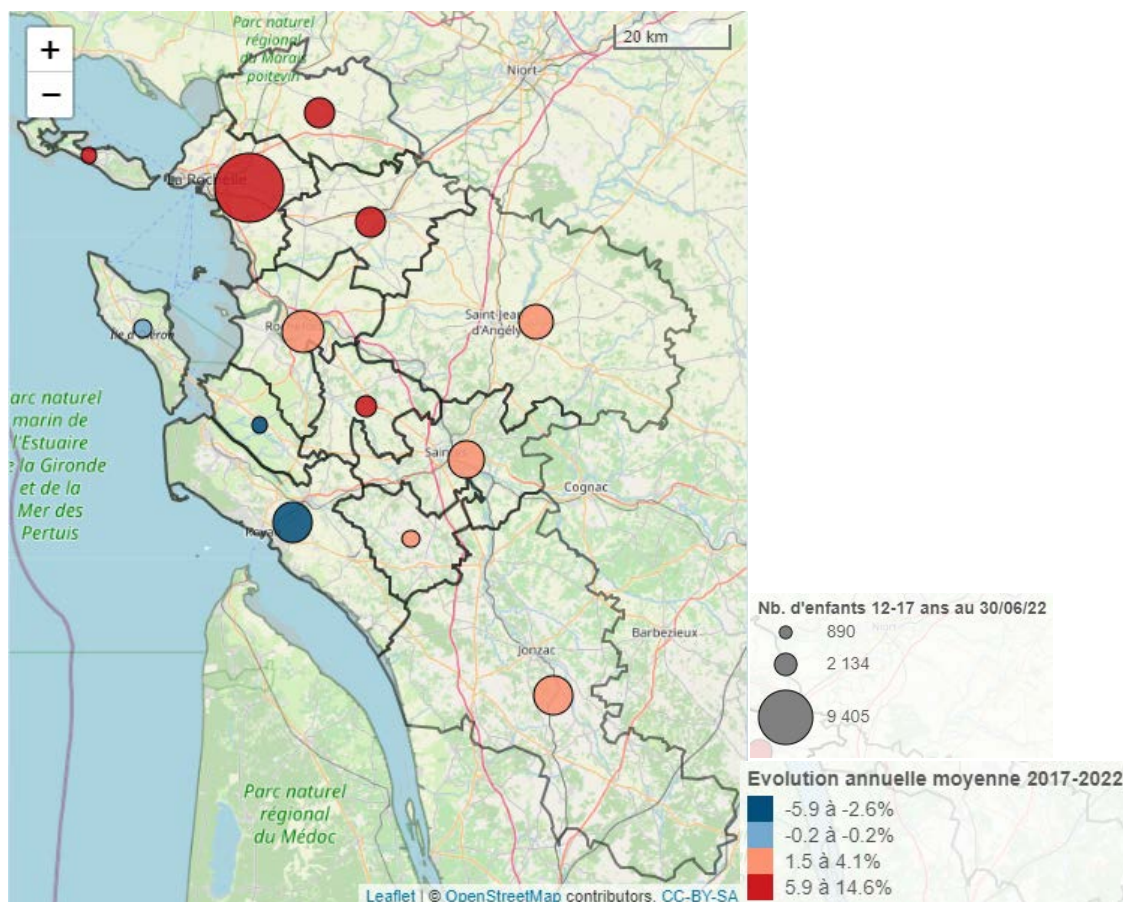 Parc naturel
régional
du Marais
poitevin
+
−
20 km
Niort
La Rochelle
Saint-Jean
d'Angély
arc naturel
marin de
l'Estuaire
e la Gironde
et de la
Mer des
Pertuis
Cognac
Barbezieux
Jonzac
Parc naturel
régional
du Médoc
Leaflet | © OpenStreetMap contributors, CC-BY-SA
Nb. d'enfants 12-17 ans au 30/06/22
890
2 134
9 405
Evolution annuelle moyenne 2017-2022
-5.9 à -2.6%
-0.2 à -0.2%
1.5 à 4.1%
5.9 à 14.6%